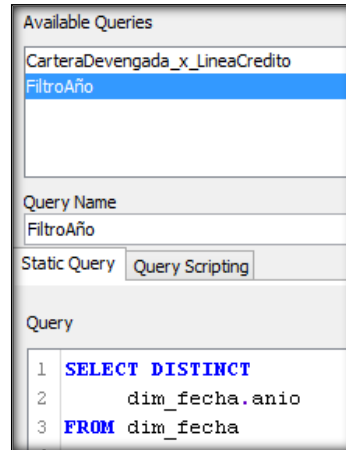 Available Queries
CarteraDevengada_x_LineaCredito
FiltroAño
Query Name
FiltroAño
Static Query Query Scripting
Query
1 SELECT DISTINCT
2 dim_fecha.anio
3 FROM dim_fecha